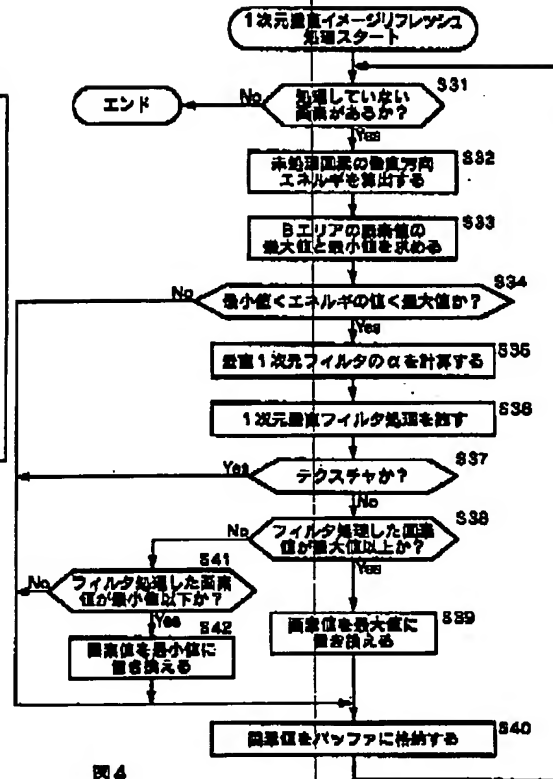 1次元垂直イメージリフレッシュ
処理スタート
S31
処理していない
画素があるか?
No
エンド
Yes
S32
未処理画素の垂直方向
エネルギを算出する
S33
Bエリアの画素値の
最大値と最小値を求める
S34
最小値<エネルギの値<最大値か?
No
Yes
S35
垂直1次元フィルタのαを計算する
S36
1次元垂直フィルタ処理を施す
S37
テクスチャか?
Yes
No
S38
フィルタ処理した画素
値が最大値以上か?
No
Yes
S41
フィルタ処理した画素
値が最小値以下か?
No
Yes
S42
画素値を最小値に
置き換える
S39
画素値を最大値に
置き換える
S40
画素値をバッファに格納する
図4